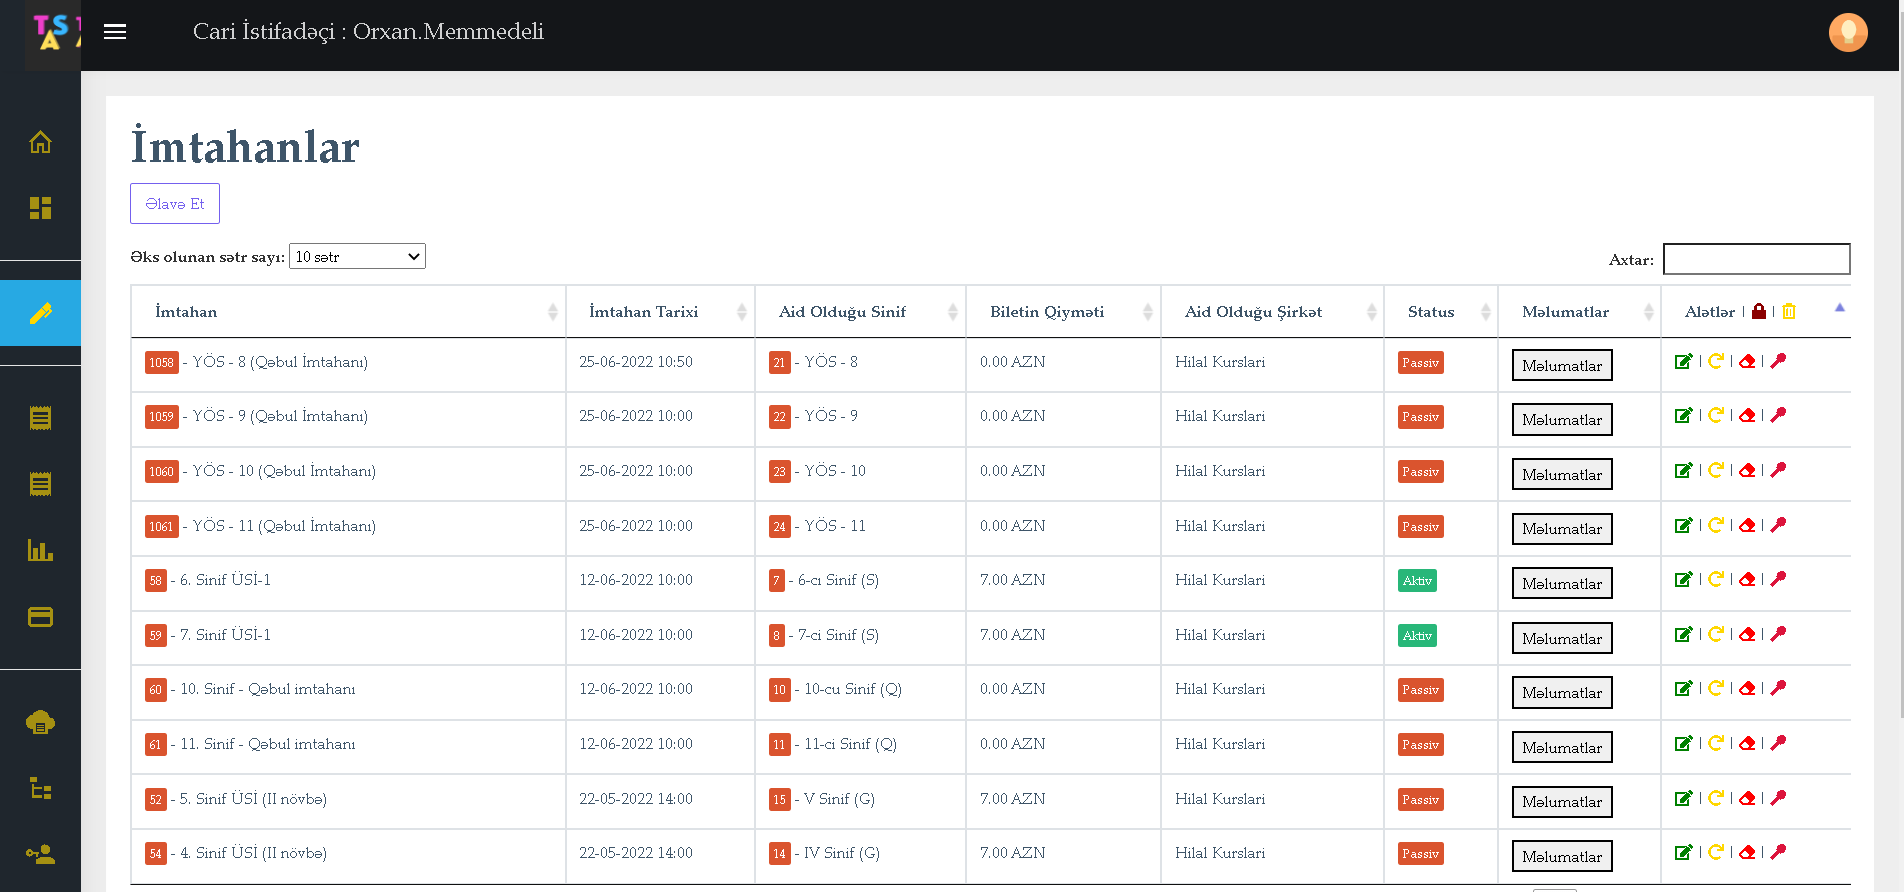 TS
A
Cari İstifadəçi : Orxan.Memmedeli
İmtahanlar
Əlavə Et
Əks olunan sətr sayı: 10 sətr
Axtar:
İmtahan İmtahan Tarixi Aid Olduğu Sinif Biletin Qiyməti Aid Olduğu Şirkət Status Məlumatlar Alətlər | |
1058 - YÖS - 8 (Qəbul İmtahanı) 25-06-2022 10:50 21 - YÖS - 8 0.00 AZN Hilal Kurslari Passiv Məlumatlar | | |
1059 - YÖS - 9 (Qəbul İmtahanı) 25-06-2022 10:00 22 - YÖS - 9 0.00 AZN Hilal Kurslari Passiv Məlumatlar | | |
1060 - YÖS - 10 (Qəbul İmtahanı) 25-06-2022 10:00 23 - YÖS - 10 0.00 AZN Hilal Kurslari Passiv Məlumatlar | | |
1061 - YÖS - 11 (Qəbul İmtahanı) 25-06-2022 10:00 24 - YÖS - 11 0.00 AZN Hilal Kurslari Passiv Məlumatlar | | |
58 - 6. Sinif ÜSİ-1 12-06-2022 10:00 7 - 6-cı Sinif (S) 7.00 AZN Hilal Kurslari Aktiv Məlumatlar | | |
59 - 7. Sinif ÜSİ-1 12-06-2022 10:00 8 - 7-ci Sinif (S) 7.00 AZN Hilal Kurslari Aktiv Məlumatlar | | |
60 - 10. Sinif - Qəbul imtahanı 12-06-2022 10:00 10 - 10-cu Sinif (Q) 0.00 AZN Hilal Kurslari Passiv Məlumatlar | | |
61 - 11. Sinif - Qəbul imtahanı 12-06-2022 10:00 11 - 11-ci Sinif (Q) 0.00 AZN Hilal Kurslari Passiv Məlumatlar | | |
52 - 5. Sinif ÜSİ (II növbə) 22-05-2022 14:00 15 - V Sinif (G) 7.00 AZN Hilal Kurslari Passiv Məlumatlar | | |
54 - 4. Sinif ÜSİ (II növbə) 22-05-2022 14:00 14 - IV Sinif (G) 7.00 AZN Hilal Kurslari Passiv Məlumatlar | | |